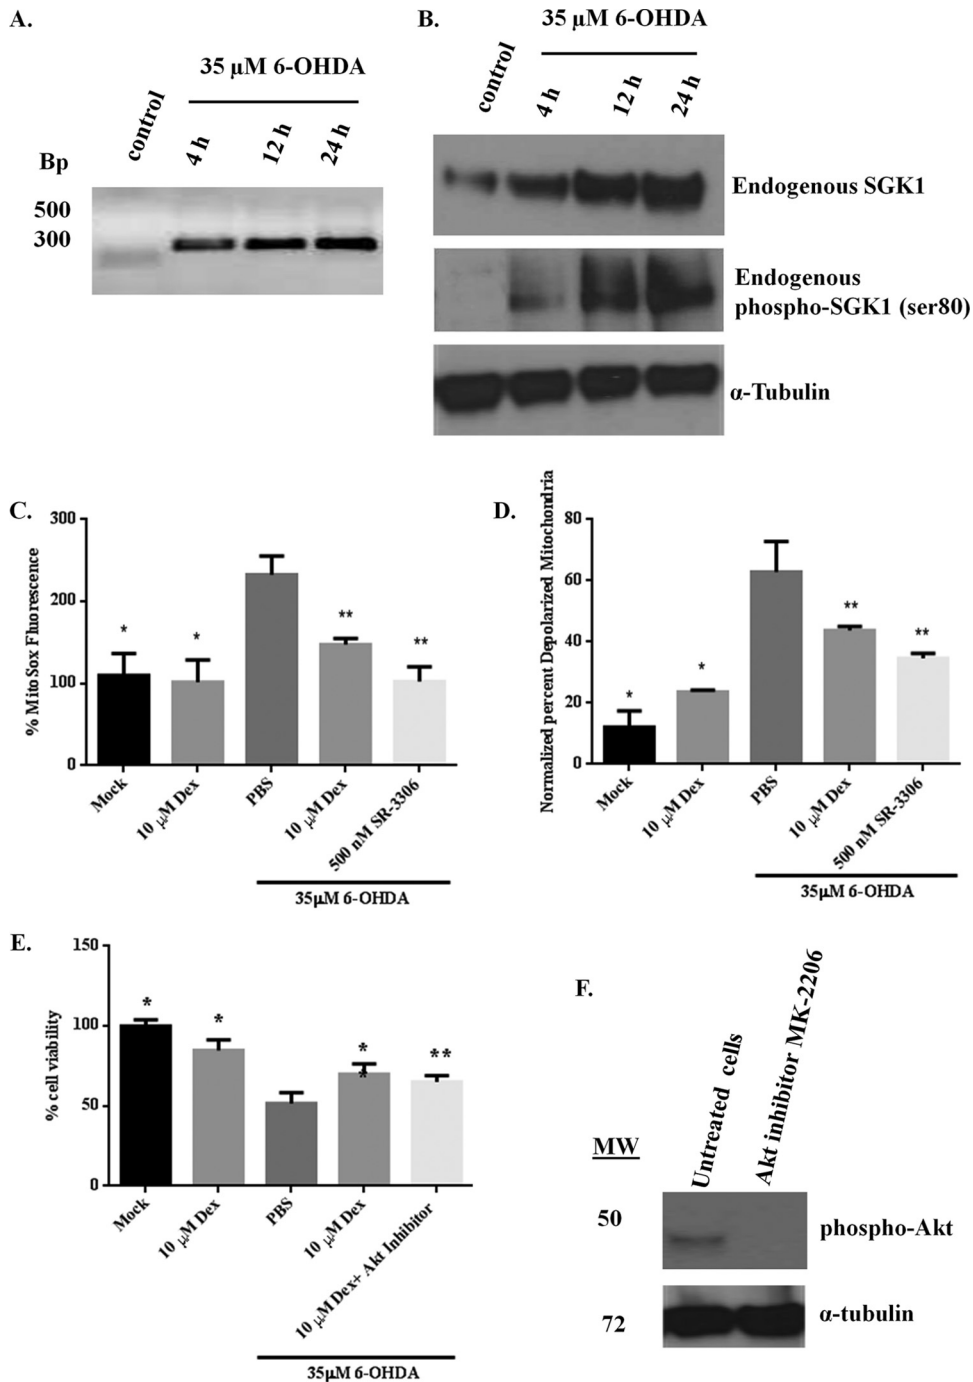 A.
35 µM 6-OHDA
control
4 h
12 h
24 h
Bp
500
300
B.
35 µM 6-OHDA
control
4 h
12 h
24 h
Endogenous SGK1
Endogenous
phospho-SGK1 (ser80)
α-Tubulin
C.
% MitoSox Fluorescence
300
200
100
0
*
*
**
**
Mock
10 µM Dex
PBS
10 µM Dex
500 nM SR-3306
35µM 6-OHDA
D.
Normalized percent Depolarized Mitochondria
80
60
40
20
0
*
*
**
**
Mock
10 µM Dex
PBS
10 µM Dex
500 nM SR-3306
35µM 6-OHDA
E.
% cell viability
150
100
50
0
*
*
*
*
**
Mock
10 µM Dex
PBS
10 µM Dex
10 µM Dex+ Akt Inhibitor
35µM 6-OHDA
F.
Untreated cells
Akt inhibitor MK-2206
MW
50
phospho-Akt
72
α-tubulin